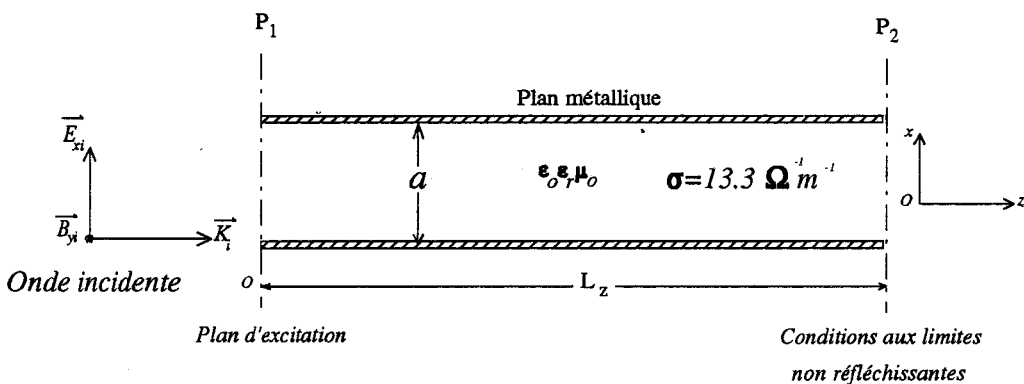 P₁
P₂
Plan métallique
E⃗xi
x
a
εₒεᵣμₒ
σ=13.3 Ω⁻¹m⁻¹
O
z
B⃗yi
K⃗i
Onde incidente
o
L_z
Plan d'excitation
Conditions aux limites
non réfléchissantes